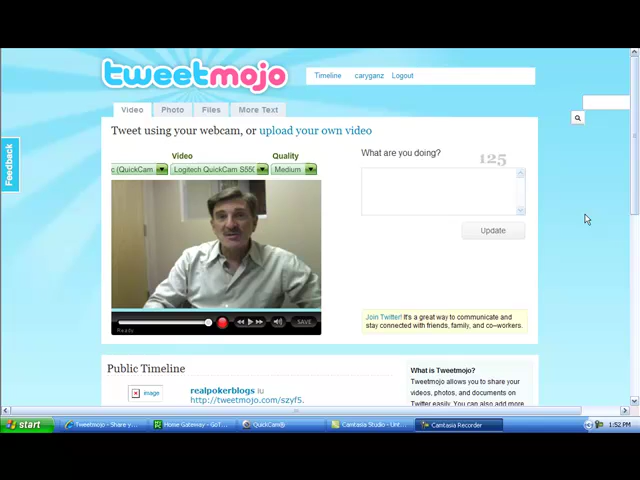 tweetmojo
Timeline caryganz Logout
Video Photo Files More Text
Tweet using your webcam, or upload your own video
Feedback
Video Quality
c (QuickCam Logitech QuickCam S55( Medium
What are you doing? 125
Update
Ready
SAVE
Join Twitter! It's a great way to communicate and
stay connected with friends, family, and co-workers.
Public Timeline
image
realpokerblogs
http://tweetmojo.com/szyf5.
What is Tweetmojo?
Tweetmojo allows you to share your
videos, photos, and documents on
Twitter easily. You can also add more
start Tweetmojo - Share y... Home Gateway - GoT... QuickCam® Camtasia Studio - Unt... Camtasia Recorder 1:52 PM